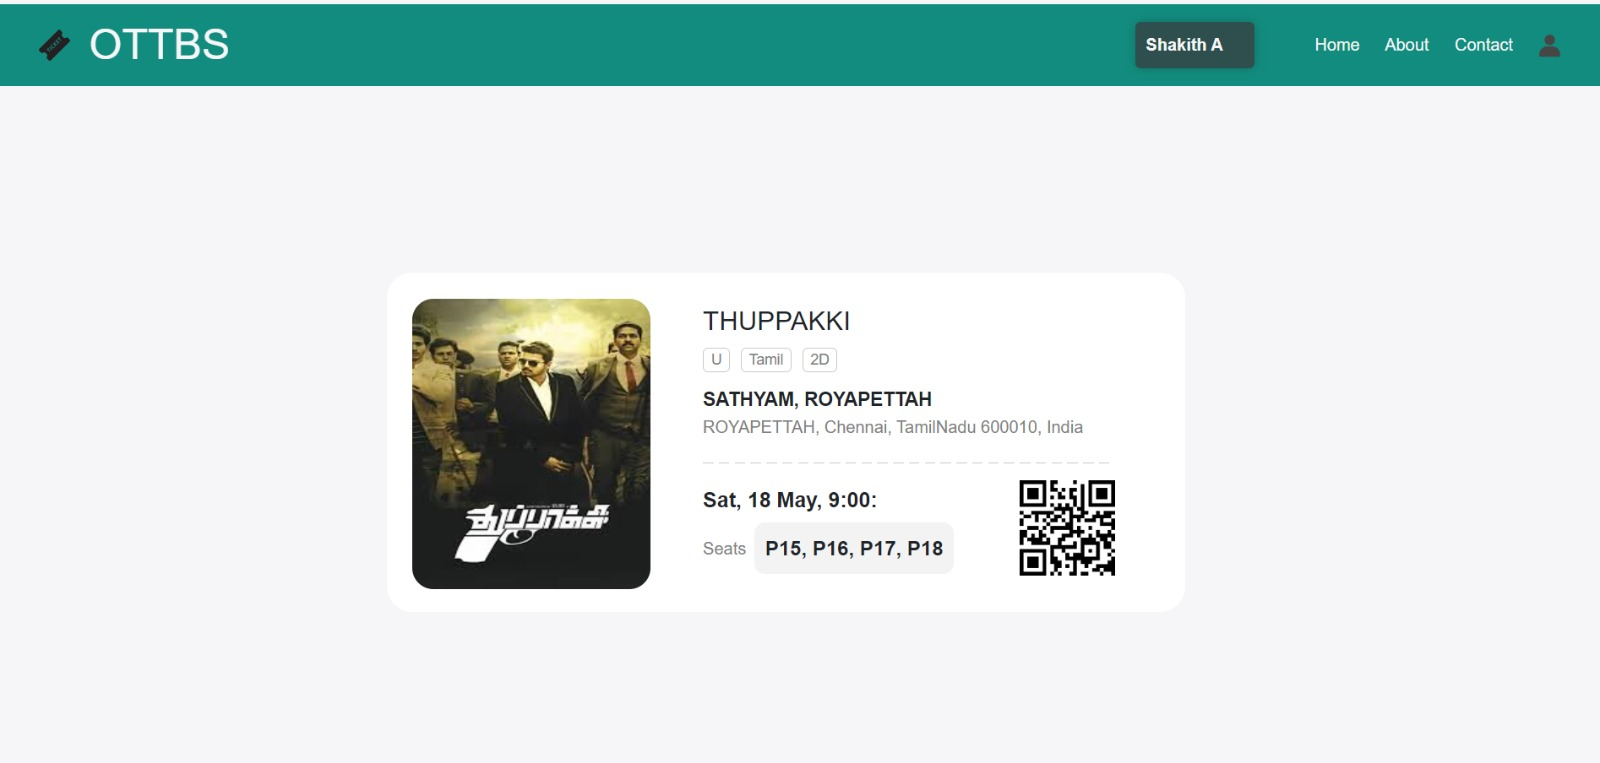 OTTBS
Shakith A
Home
About
Contact
THUPPAKKI
U
Tamil
2D
SATHYAM, ROYAPETTAH
ROYAPETTAH, Chennai, TamilNadu 600010, India
Sat, 18 May, 9:00:
Seats P15, P16, P17, P18
துப்பாக்கி